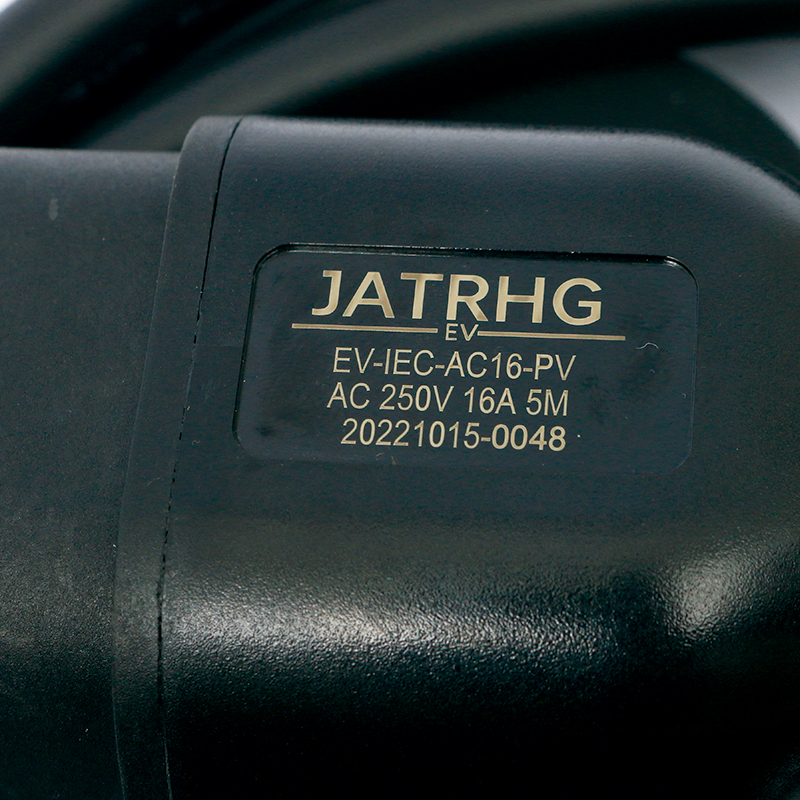 JATRHG
EV
EV-IEC-AC16-PV
AC 250V 16A 5M
20221015-0048